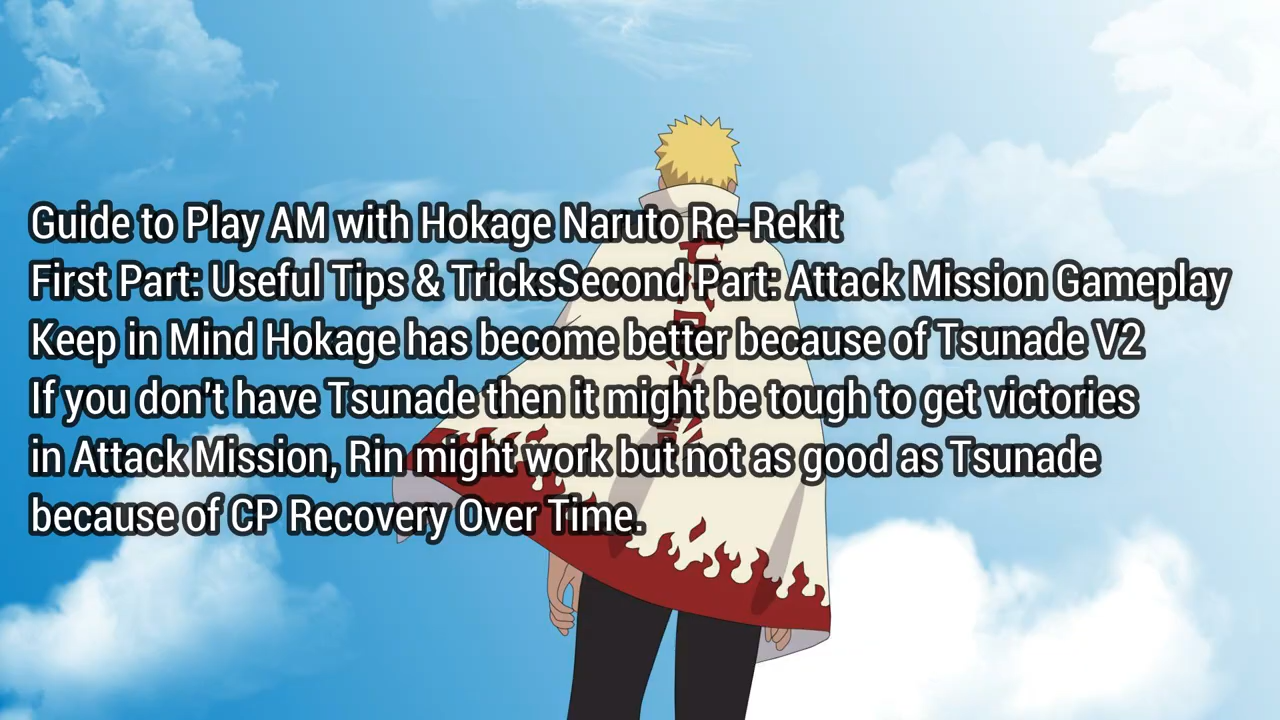 Guide to Play AM with Hokage Naruto Re-Rekit
First Part: Useful Tips & TricksSecond Part: Attack Mission Gameplay
Keep in Mind Hokage has become better because of Tsunade V2
If you don't have Tsunade then it might be tough to get victories
in Attack Mission, Rin might work but not as good as Tsunade
because of CP Recovery Over Time.